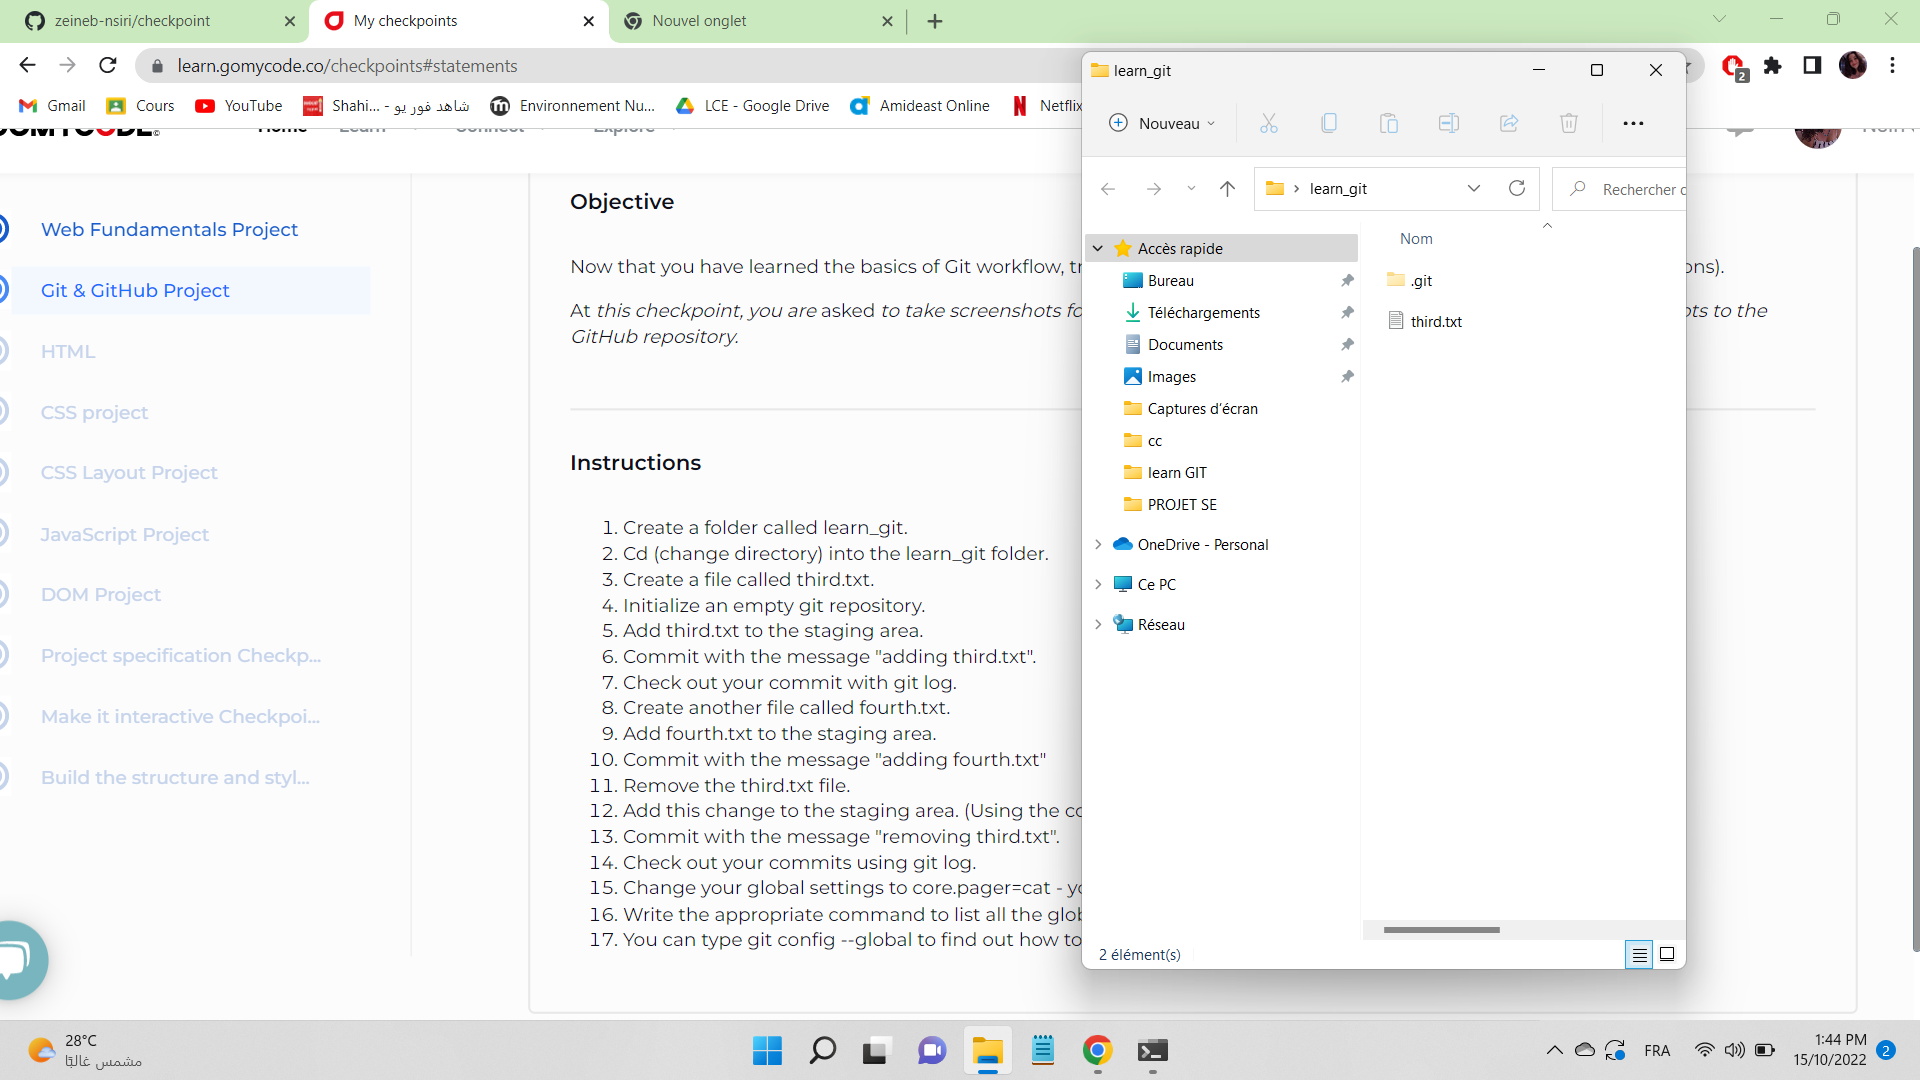 zeineb-nsiri/checkpoint
My checkpoints
Nouvel onglet
learn.gomycode.co/checkpoints#statements
2
Gmail
Cours
YouTube
Shahi... - شاهد فور يو
Environnement Nu...
LCE - Google Drive
Amideast Online
Netflix
Home
Learn
Connect
Explore
Web Fundamentals Project
Git & GitHub Project
HTML
CSS project
CSS Layout Project
JavaScript Project
DOM Project
Project specification Checkp...
Make it interactive Checkpoi...
Build the structure and styl...
Objective
Now that you have learned the basics of Git workflow,
ons).
At this checkpoint, you are asked to take screenshots
ots to the
GitHub repository.
Instructions
1. Create a folder called learn_git.
2. Cd (change directory) into the learn_git folder.
3. Create a file called third.txt.
4. Initialize an empty git repository.
5. Add third.txt to the staging area.
6. Commit with the message "adding third.txt".
7. Check out your commit with git log.
8. Create another file called fourth.txt.
9. Add fourth.txt to the staging area.
10. Commit with the message "adding fourth.txt"
11. Remove the third.txt file.
12. Add this change to the staging area. (Using the
13. Commit with the message "removing third.txt".
14. Check out your commits using git log.
15. Change your global settings to core.pager=cat -
16. Write the appropriate command to list all the
17. You can type git config --global to find out how to
learn_git
Nouveau
learn_git
Rechercher
Nom
.git
third.txt
Accès rapide
Bureau
Téléchargements
Documents
Images
Captures d'écran
cc
learn GIT
PROJET SE
OneDrive - Personal
Ce PC
Réseau
2 élément(s)
28°C
مشمس غالبًا
FRA
1:44 PM
15/10/2022
2